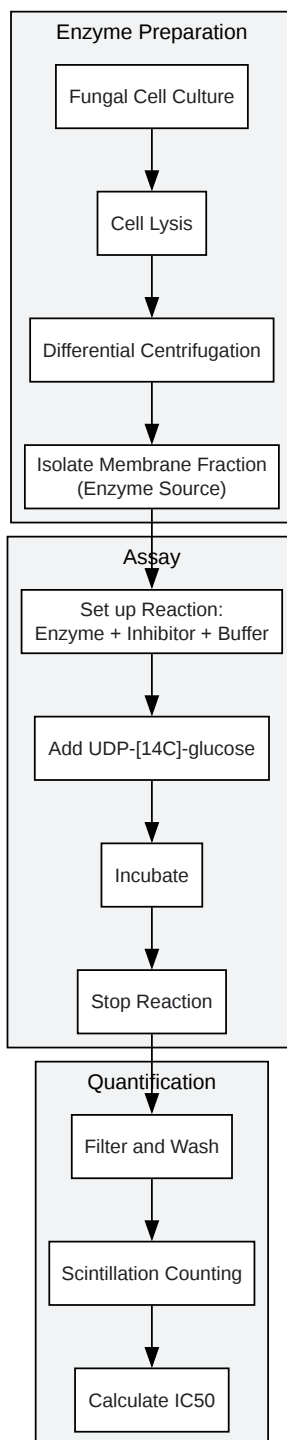 Enzyme Preparation
Fungal Cell Culture
Cell Lysis
Differential Centrifugation
Isolate Membrane Fraction
(Enzyme Source)
Assay
Set up Reaction:
Enzyme + Inhibitor + Buffer
Add UDP-[14C]-glucose
Incubate
Stop Reaction
Quantification
Filter and Wash
Scintillation Counting
Calculate IC50